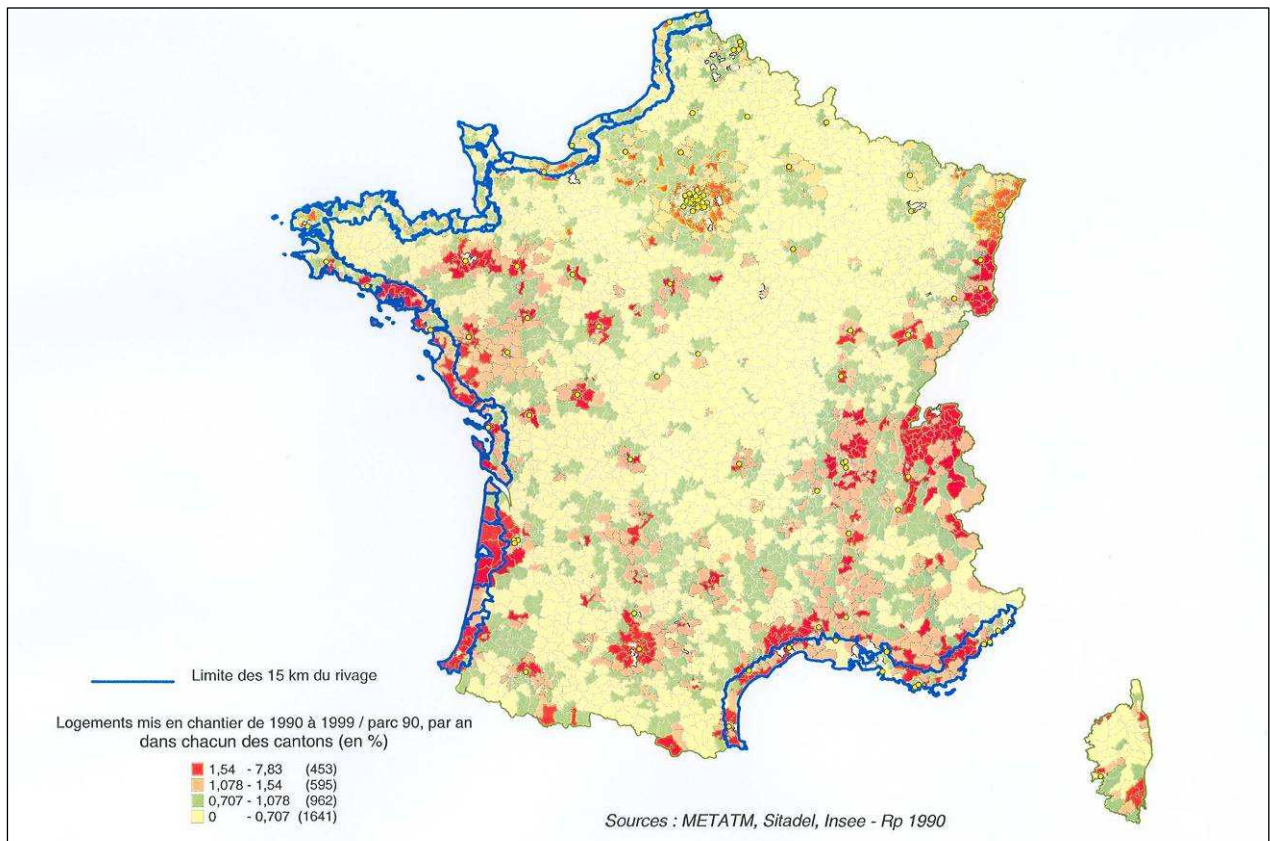 Limite des 15 km du rivage
Logements mis en chantier de 1990 à 1999 / parc 90, par an
dans chacun des cantons (en %)
1,54 - 7,83 (453)
1,078 - 1,54 (595)
0,707 - 1,078 (962)
0 - 0,707 (1641)
Sources : METATM, Sitadel, Insee - Rp 1990